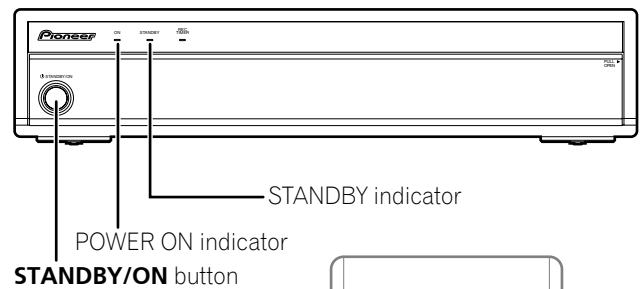 Pioneer
ON
STANDBY
REC
TIMER
PULL
OPEN
STANDBY/ON
STANDBY indicator
POWER ON indicator
STANDBY/ON button